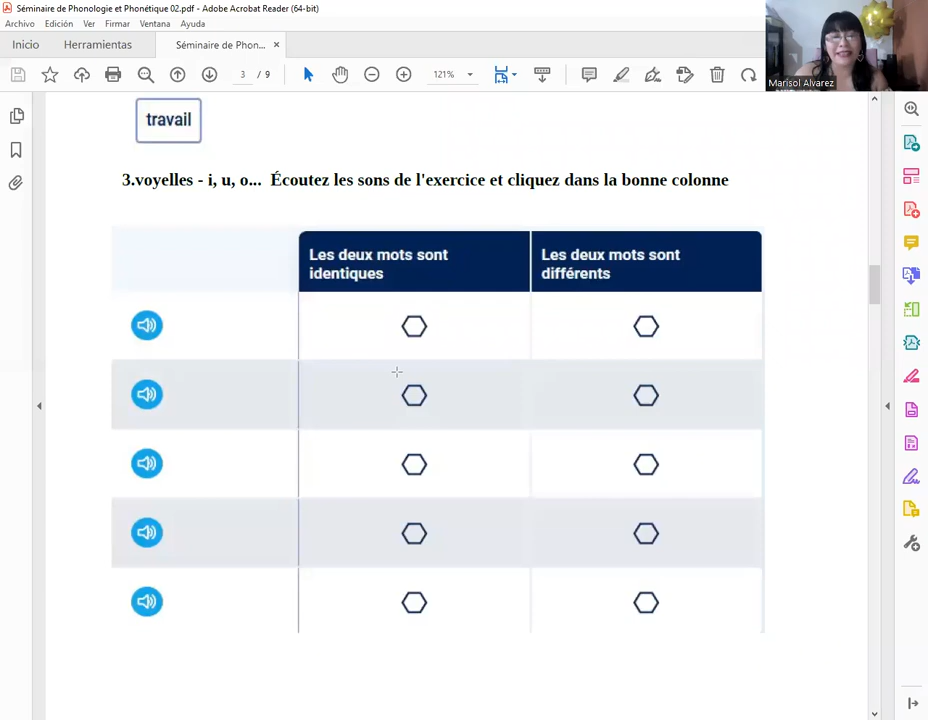 Séminaire de Phonologie et Phonétique 02.pdf - Adobe Acrobat Reader (64-bit)
Archivo Edición Ver Firmar Ventana Ayuda
Inicio Herramientas Séminaire de Phon... ×
3 / 9 121%
Marisol Alvarez
travail
3.voyelles - i, u, o... Écoutez les sons de l'exercice et cliquez dans la bonne colonne
Les deux mots sont
identiques
Les deux mots sont
différents